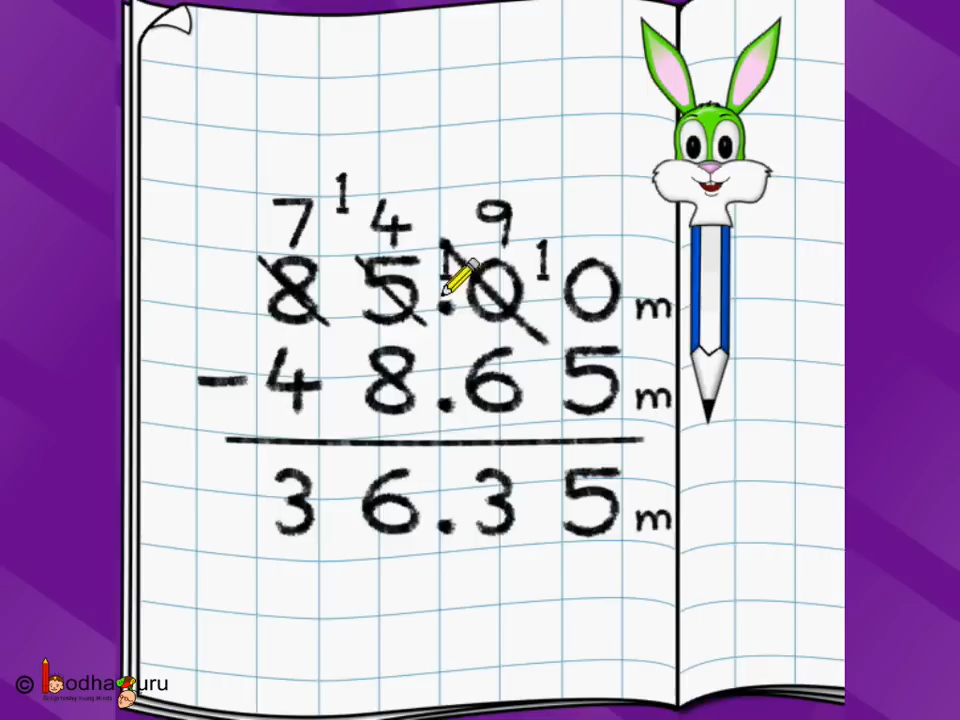 7 1 4 9
8 5 . 1 0 1 0 m
- 4 8 . 6 5 m
3 6 . 3 5 m
© bodhaguru